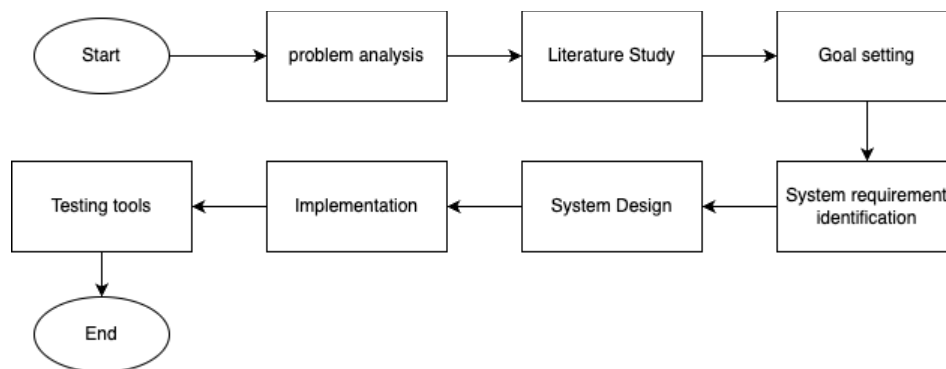 Start
problem analysis
Literature Study
Goal setting
System requirement
identification
System Design
Implementation
Testing tools
End